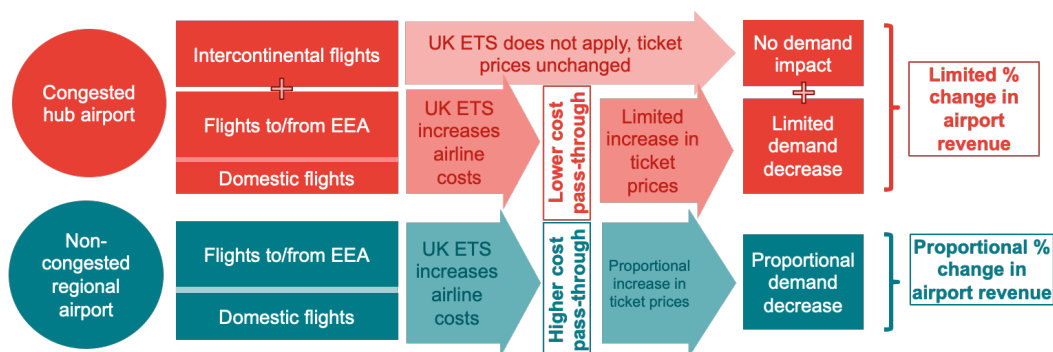 Congested
hub airport
Intercontinental flights
+
Flights to/from EEA
Domestic flights
UK ETS does not apply, ticket
prices unchanged
UK ETS
increases
airline
costs
Lower cost
pass-through
Limited
increase in
ticket
prices
No demand
impact
+
Limited
demand
decrease
Limited %
change in
airport
revenue
Non-
congested
regional
airport
Flights to/from EEA
Domestic flights
UK ETS
increases
airline
costs
Higher cost
pass-through
Proportional
increase in
ticket prices
Proportional
demand
decrease
Proportional %
change in
airport revenue